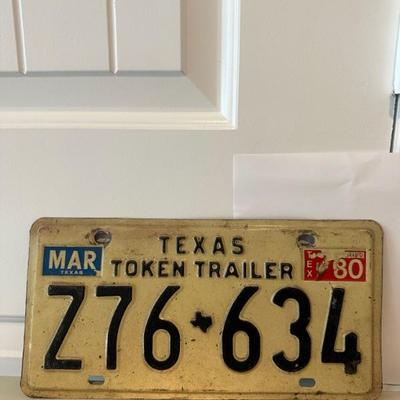 TEXAS
MAR
TEXAS
TOKEN TRAILER
TEX
80
Z76 634